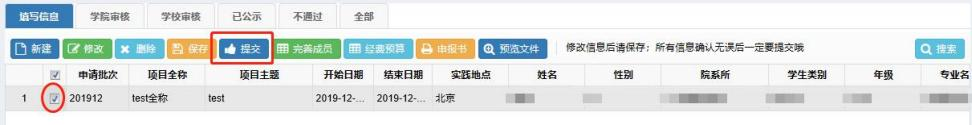 填写信息 学院审核 学校审核 已公示 不通过 全部
新建 修改 删除 保存 提交 完善成员 经费预算 申报书 预览文件 修改信息后请保存；所有信息确认无误后一定要提交哦 搜索
申请批次 项目全称 项目主题 开始日期 结束日期 实践地点 姓名 性别 院系所 学生类别 年级 专业名
1 201912 test全称 test 2019-12-... 2019-12-... 北京